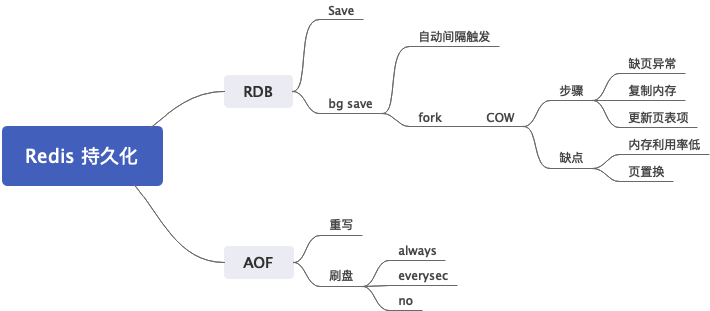 Redis 持久化
RDB
Save
bg save
自动间隔触发
fork
COW
步骤
缺页异常
复制内存
更新页表项
缺点
内存利用率低
页置换
AOF
重写
刷盘
always
everysec
no